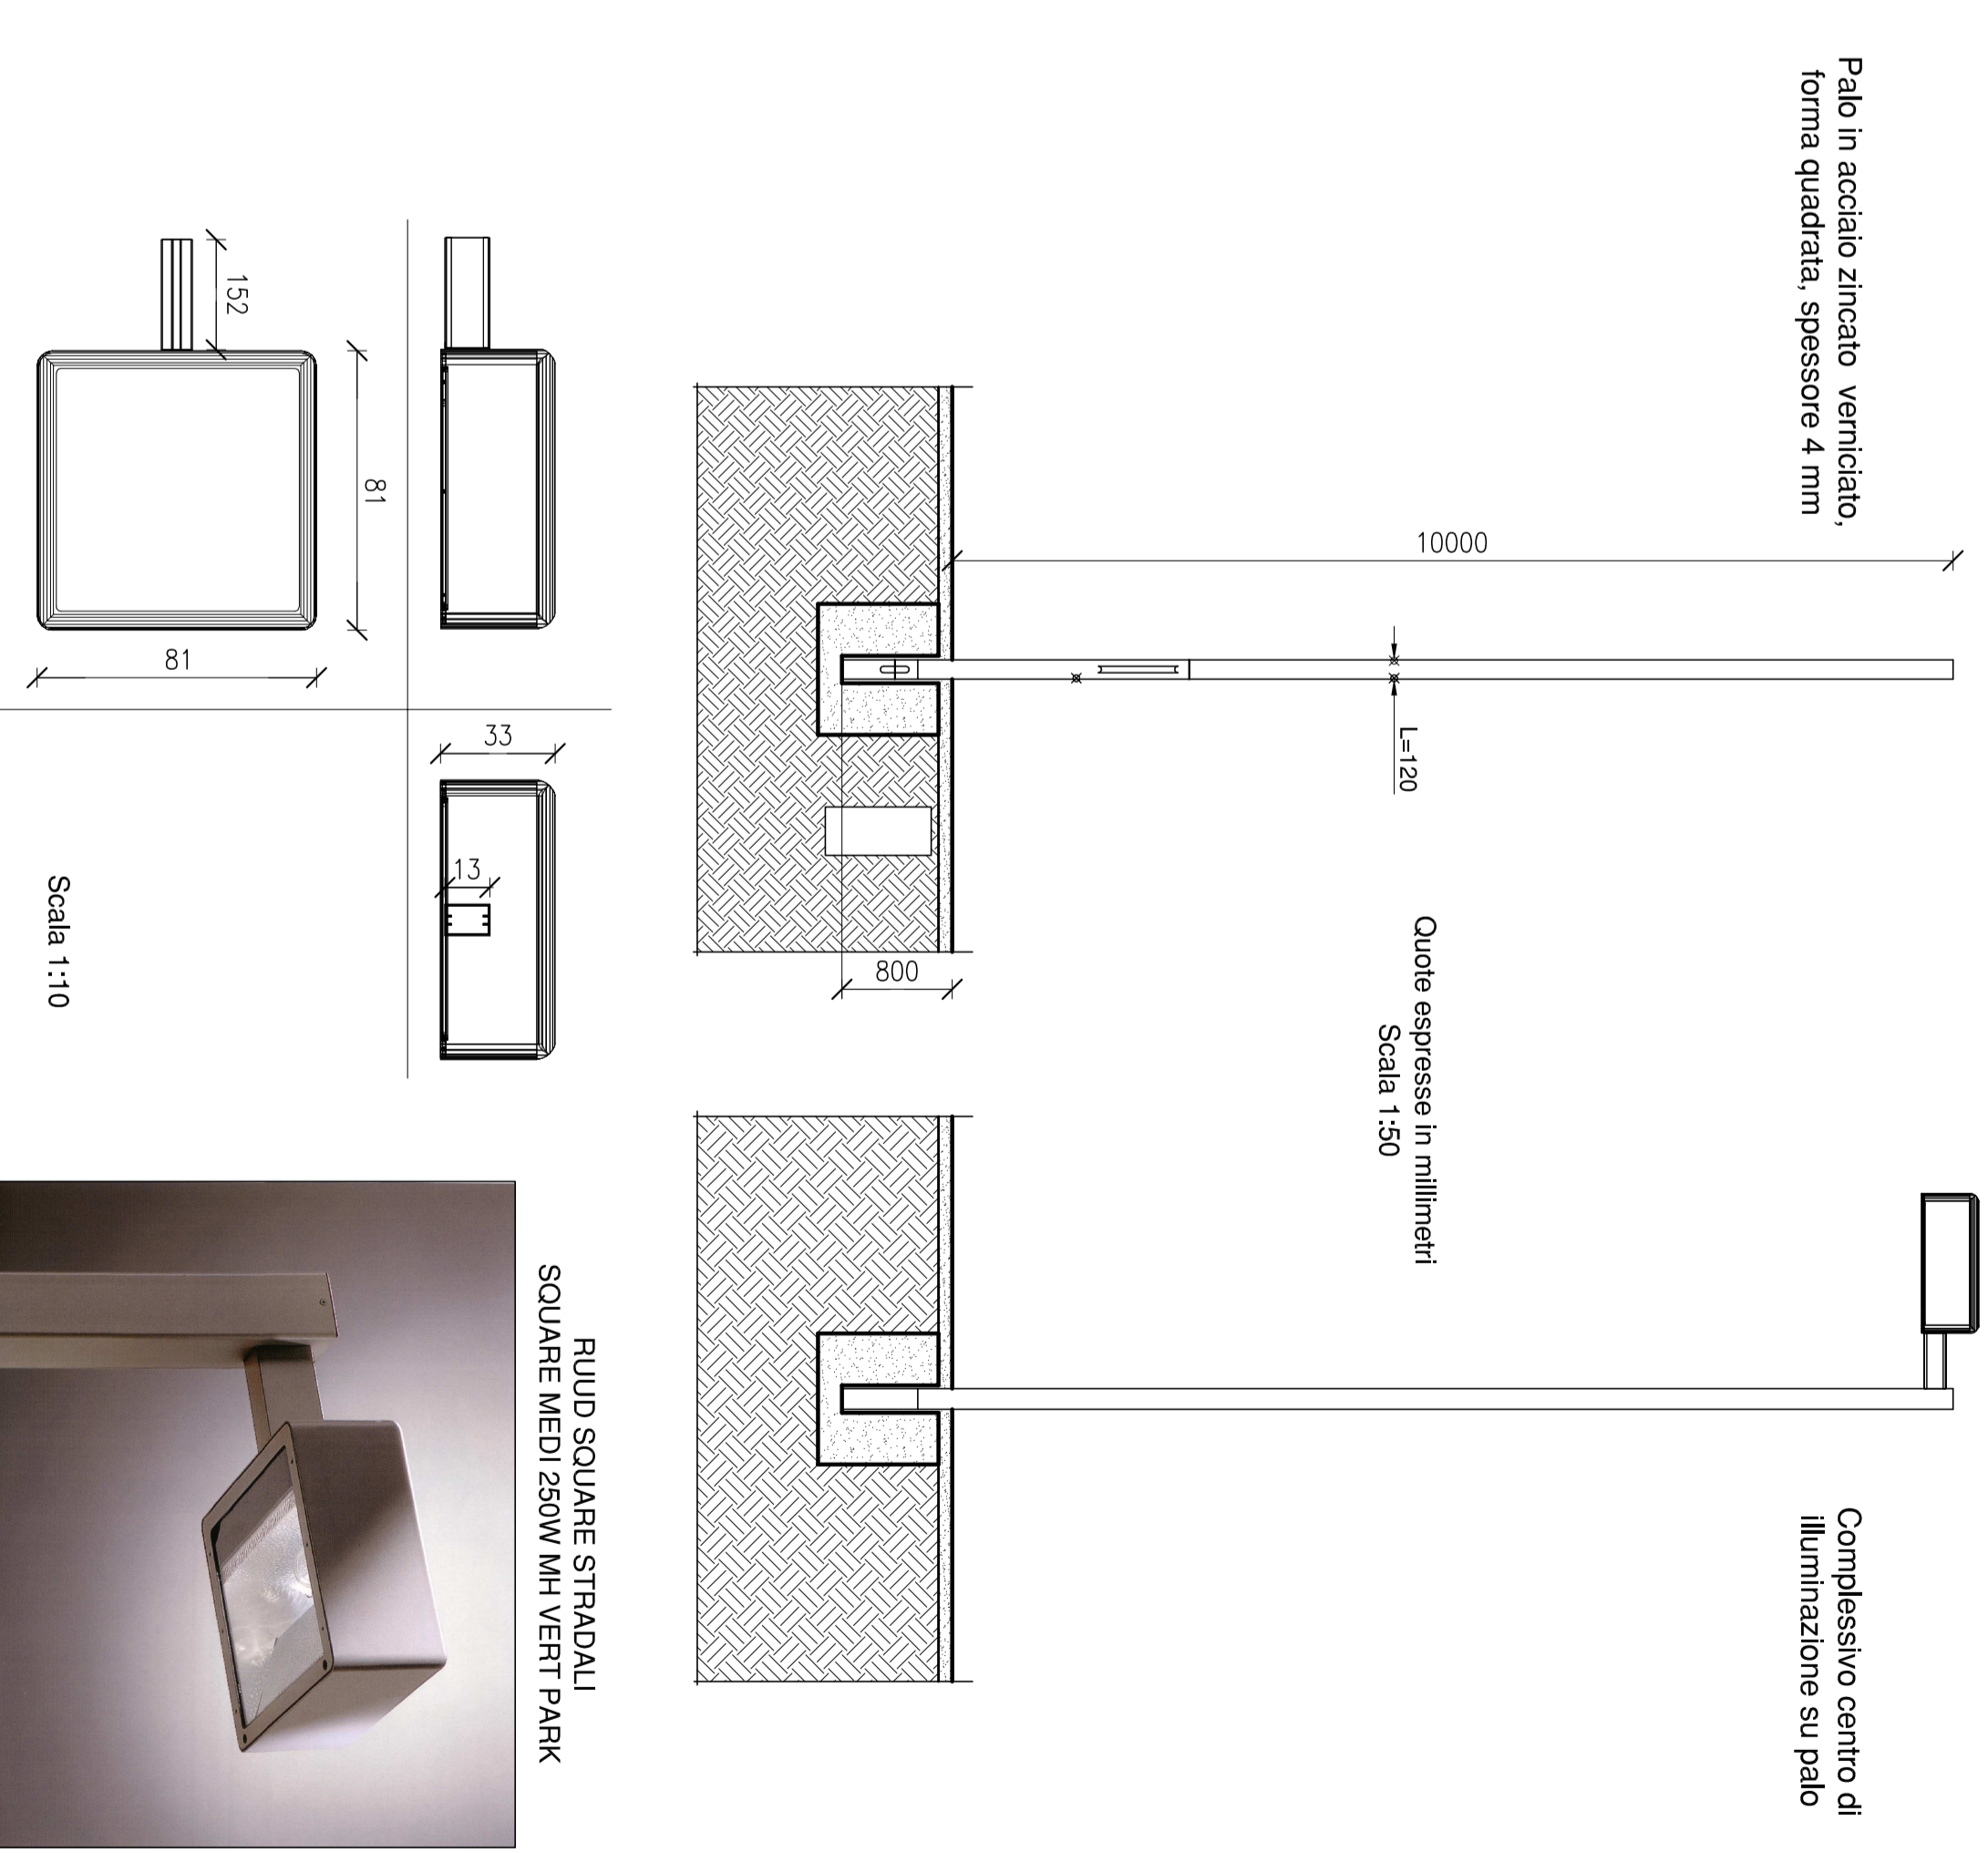 Palo in acciaio zincato verniciato,
forma quadrata, spessore 4 mm
10000
L=120
800
Quote espresse in millimetri
Scala 1:50
Complessivo centro di
illuminazione su palo
152
81
81
33
13
Scala 1:10
RUUD SQUARE STRADALI
SQUARE MEDI 250W MH VERT PARK